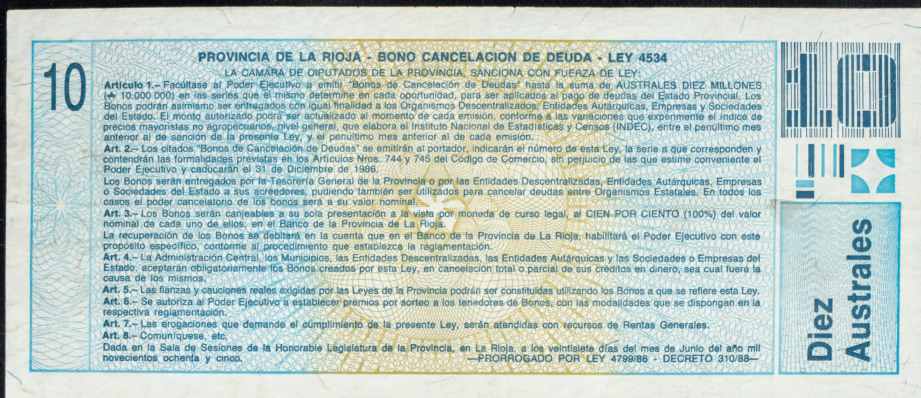 10
PROVINCIA DE LA RIOJA - BONO CANCELACION DE DEUDA - LEY 4534
LA CAMARA DE DIPUTADOS DE LA PROVINCIA, SANCIONA CON FUERZA DE LEY:
Artículo 1.– Facúltase al Poder Ejecutivo a emitir "Bonos de Cancelación de Deudas" hasta la suma de AUSTRALES DIEZ MILLONES
(₳ 10.000.000) en las series que el mismo determine en cada oportunidad, para ser aplicados al pago de deudas del Estado Provincial. Los
Bonos podrán asimismo ser entregados con igual finalidad a los Organismos Descentralizados, Entidades Autárquicas, Empresas y Sociedades
del Estado. El monto autorizado podrá ser actualizado al momento de cada emisión, conforme a las variaciones que experimente el índice de
precios mayoristas no agropecuarios, nivel general, que elabora el Instituto Nacional de Estadísticas y Censos (INDEC), entre el penúltimo mes
anterior al de sanción de la presente Ley, y el penultimo mes anterior al de cada emisión.
Art. 2.– Los citados "Bonos de Cancelación de Deudas" se emitirán al portador, indicarán el número de esta Ley, la serie a que corresponden y
contendrán las formalidades previstas en los Artículos Nros. 744 y 745 del Código de Comercio, sin perjuicio de las que estime conveniente el
Poder Ejecutivo y caducarán el 31 de Diciembre de 1986.
Los Bonos serán entregados por la Tesorería General de la Provincia o por las Entidades Descentralizadas, Entidades Autárquicas, Empresas
o Sociedades del Estado a sus acreedores, pudiendo también ser utilizados para cancelar deudas entre Organismos Estatales. En todos los
casos el poder cancelatorio de los bonos será a su valor nominal.
Art. 3.– Los Bonos serán canjeables a su sola presentación a la vista por moneda de curso legal, al CIEN POR CIENTO (100%) del valor
nominal de cada uno de ellos, en el Banco de la Provincia de La Rioja.
La recuperación de los Bonos se debitará en la cuenta que en el Banco de la Provincia de La Rioja, habilitará el Poder Ejecutivo con este
propósito específico, conforme al procedimiento que establezca la reglamentación.
Art. 4.– La Administración Central, los Municipios, las Entidades Descentralizadas, las Entidades Autárquicas y las Sociedades o Empresas del
Estado, aceptarán obligatoriamente los Bonos creados por esta Ley, en cancelación total o parcial de sus créditos en dinero, sea cual fuere la
causa de los mismos.
Art. 5.– Las fianzas y cauciones reales exigidas por las Leyes de la Provincia podrán ser constituidas utilizando los Bonos a que se refiere esta Ley.
Art. 6.– Se autoriza al Poder Ejecutivo a establecer premios por sorteo a los tenedores de Bonos, con las modalidades que se dispongan en la
respectiva reglamentación.
Art. 7.– Las erogaciones que demande el cumplimiento de la presente Ley, serán atendidas con recursos de Rentas Generales.
Art. 8.– Comuníquese, etc.
Dada en la Sala de Sesiones de la Honorable Legislatura de la Provincia, en La Rioja, a los veintisiete días del mes de Junio del año mil
novecientos ochenta y cinco. —PRORROGADO POR LEY 4799/86 - DECRETO 310/88—
10
Diez
Australes